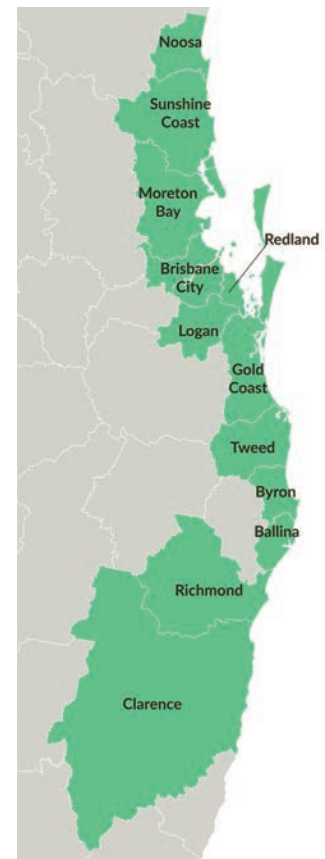 Noosa
Sunshine
Coast
Moreton
Bay
Redland
Brisbane
City
Logan
Gold
Coast
Tweed
Byron
Ballina
Richmond
Clarence